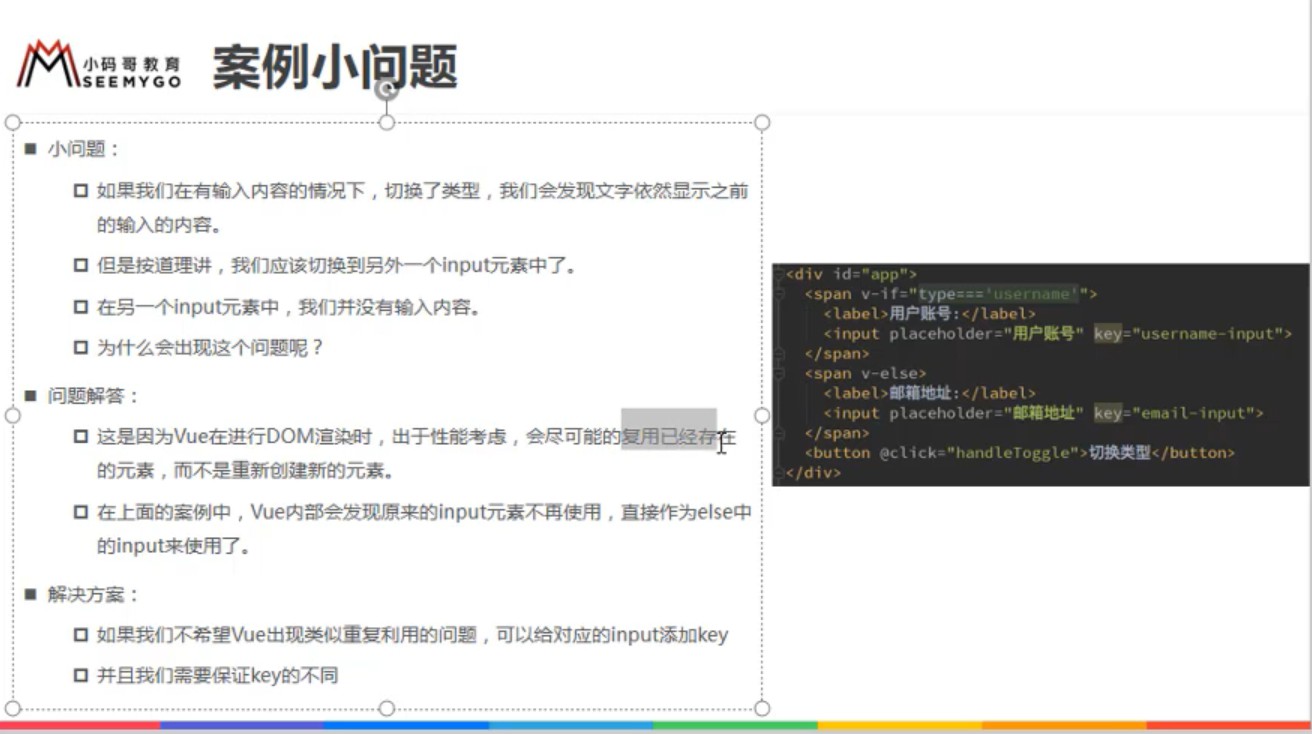 小码哥教育
SEEMYGO
案例小问题
小问题：
如果我们在有输入内容的情况下，切换了类型，我们会发现文字依然显示之前
的输入的内容。
但是按道理讲，我们应该切换到另外一个input元素中了。
在另一个input元素中，我们并没有输入内容。
为什么会出现这个问题呢？
问题解答：
这是因为Vue在进行DOM渲染时，出于性能考虑，会尽可能的复用已经存在
的元素，而不是重新创建新的元素。
在上面的案例中，Vue内部会发现原来的input元素不再使用，直接作为else中
的input来使用了。
解决方案：
如果我们不希望Vue出现类似重复利用的问题，可以给对应的input添加key
并且我们需要保证key的不同
<div id="app">
<span v-if="type==='username'">
<label>用户账号:</label>
<input placeholder="用户账号" key="username-input">
</span>
<span v-else>
<label>邮箱地址:</label>
<input placeholder="邮箱地址" key="email-input">
</span>
<button @click="handleToggle">切换类型</button>
</div>